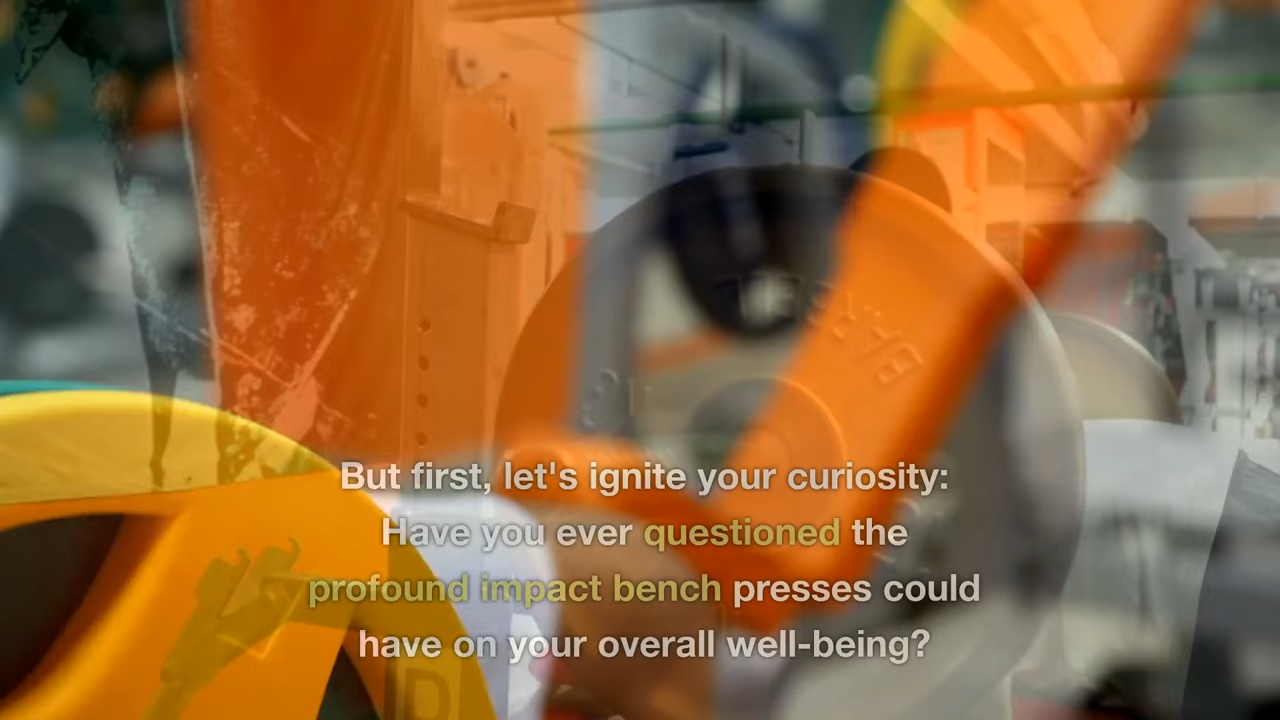 But first, let's ignite your curiosity:
Have you ever questioned the
profound impact bench presses could
have on your overall well-being?